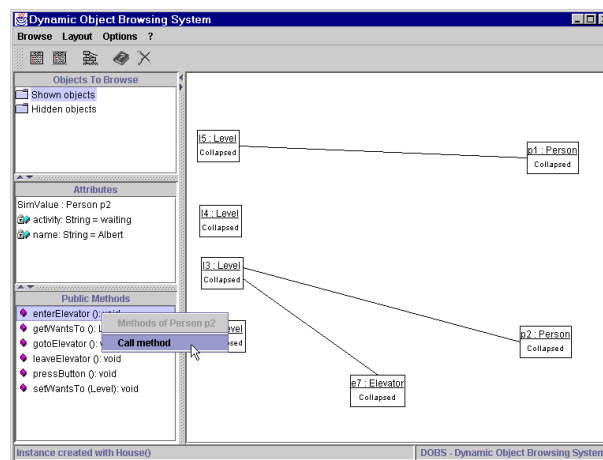 Dynamic Object Browsing System
Browse Layout Options ?
Objects To Browse
Shown objects
Hidden objects
Attributes
SimValue : Person p2
activity: String = waiting
name: String = Albert
Public Methods
enterElevator (): void
getWantsTo (): L
gotoElevator ():
leaveElevator (): void
pressButton (): void
setWantsTo (Level): void
Methods of Person p2
Call method
l5 : Level
Collapsed
p1 : Person
Collapsed
l4 : Level
Collapsed
l3 : Level
Collapsed
evel
sed
p2 : Person
Collapsed
e7 : Elevator
Collapsed
Instance created with House()
DOBS - Dynamic Object Browsing System